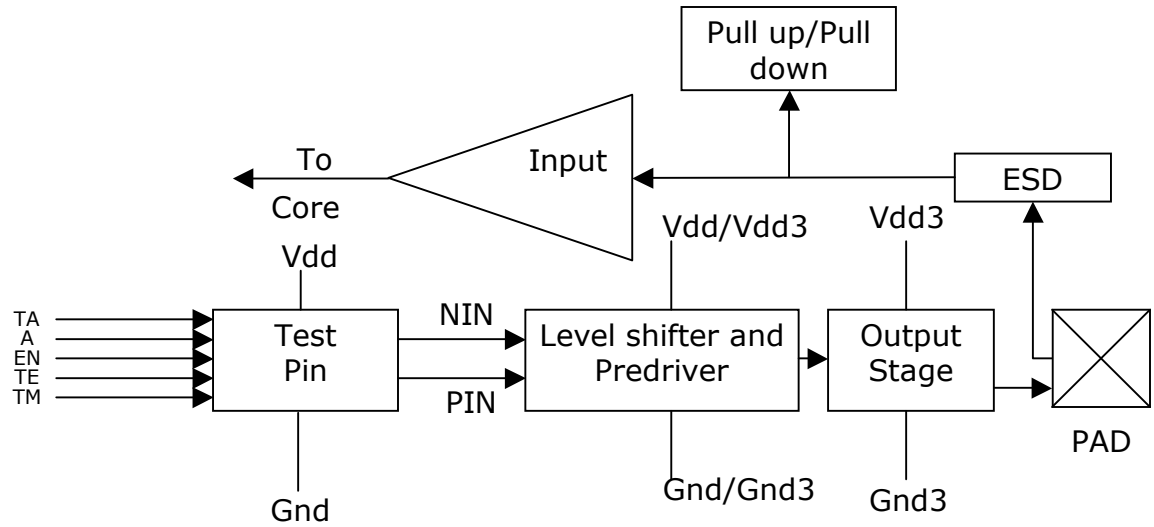 Pull up/Pull
down
To
Input
Core
ESD
Vdd
Vdd/Vdd3
Vdd3
TA
A
EN
TE
TM
Test
Pin
NIN
PIN
Level shifter and
Predriver
Output
Stage
PAD
Gnd
Gnd/Gnd3
Gnd3